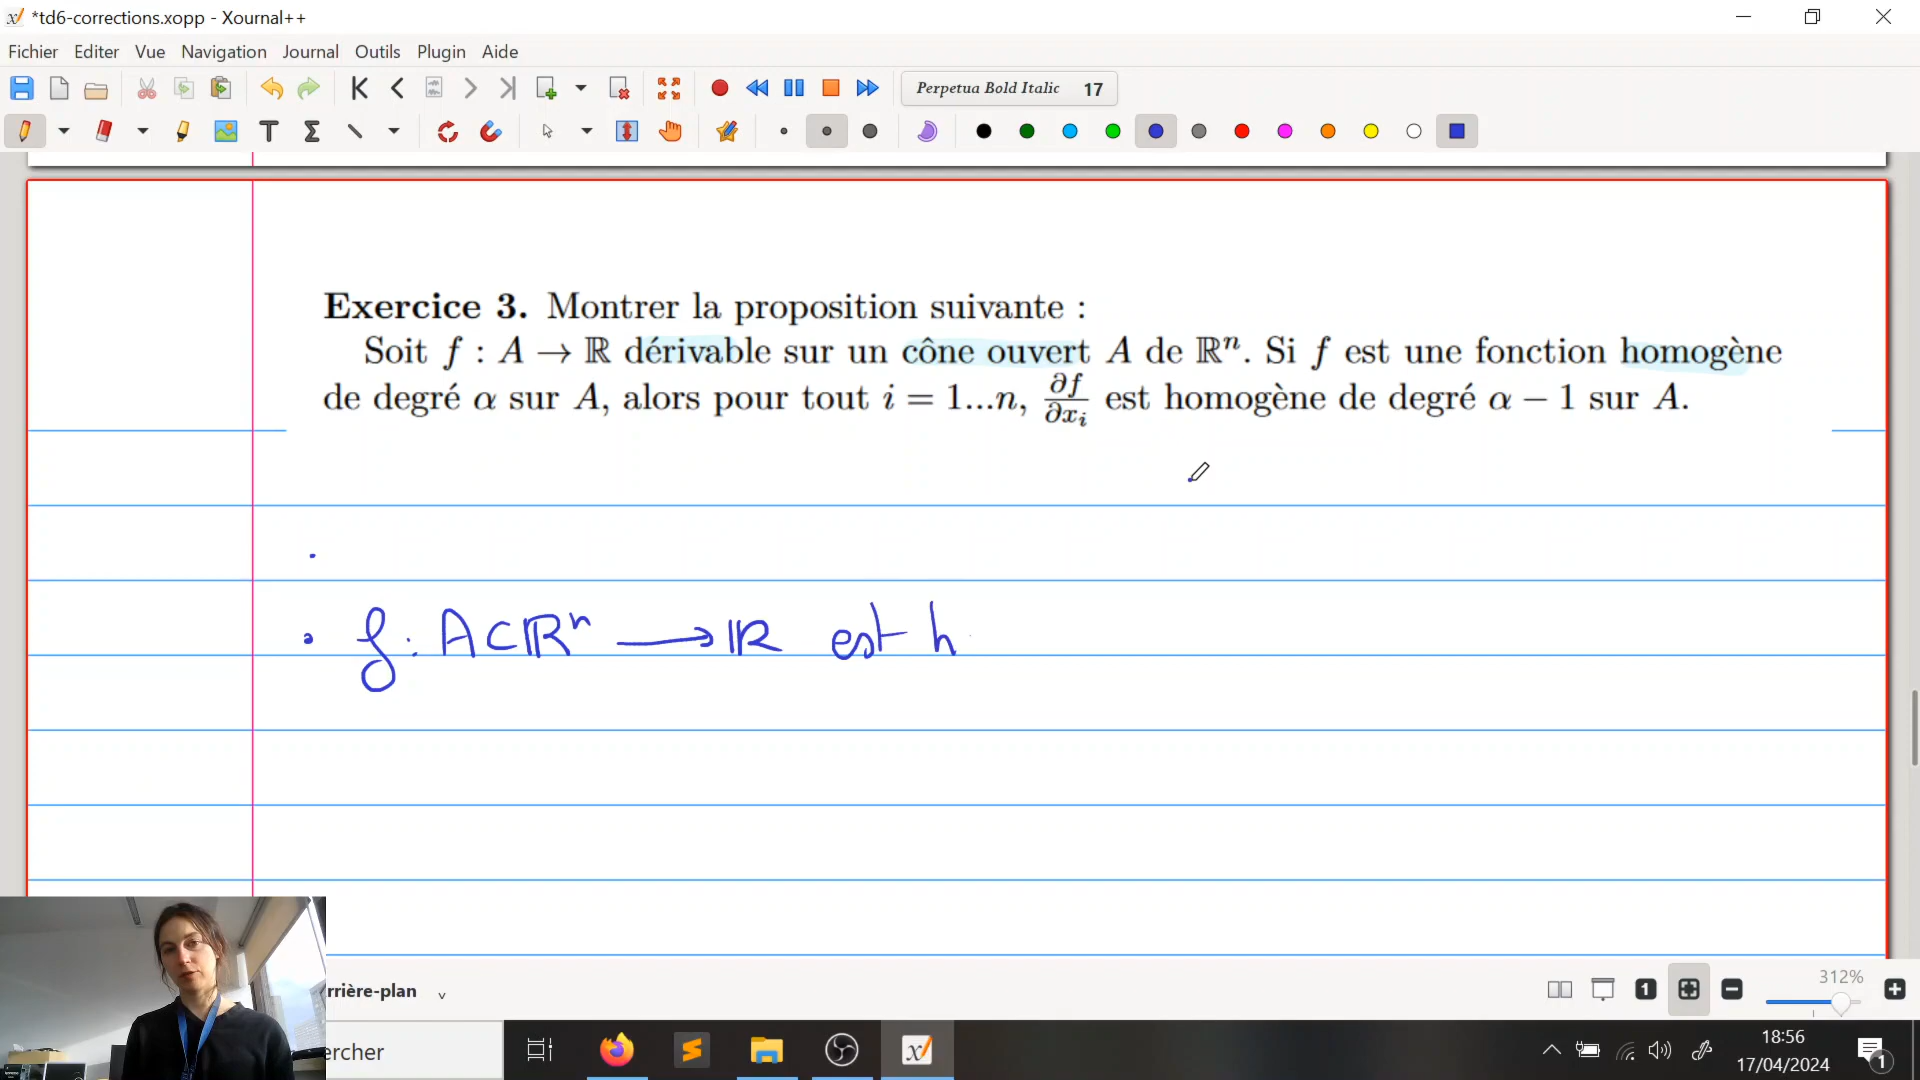 *td6-corrections.xopp - Xournal++
Fichier Editer Vue Navigation Journal Outils Plugin Aide
Perpetua Bold Italic 17
Exercice 3. Montrer la proposition suivante :
Soit f : A → ℝ dérivable sur un cône ouvert A de ℝⁿ. Si f est une fonction homogène
de degré α sur A, alors pour tout i = 1...n, ∂f/∂xᵢ est homogène de degré α − 1 sur A.
• f : A⊂ℝⁿ ⟶ ℝ est h
rrière-plan
1
312%
ercher
18:56
17/04/2024
1